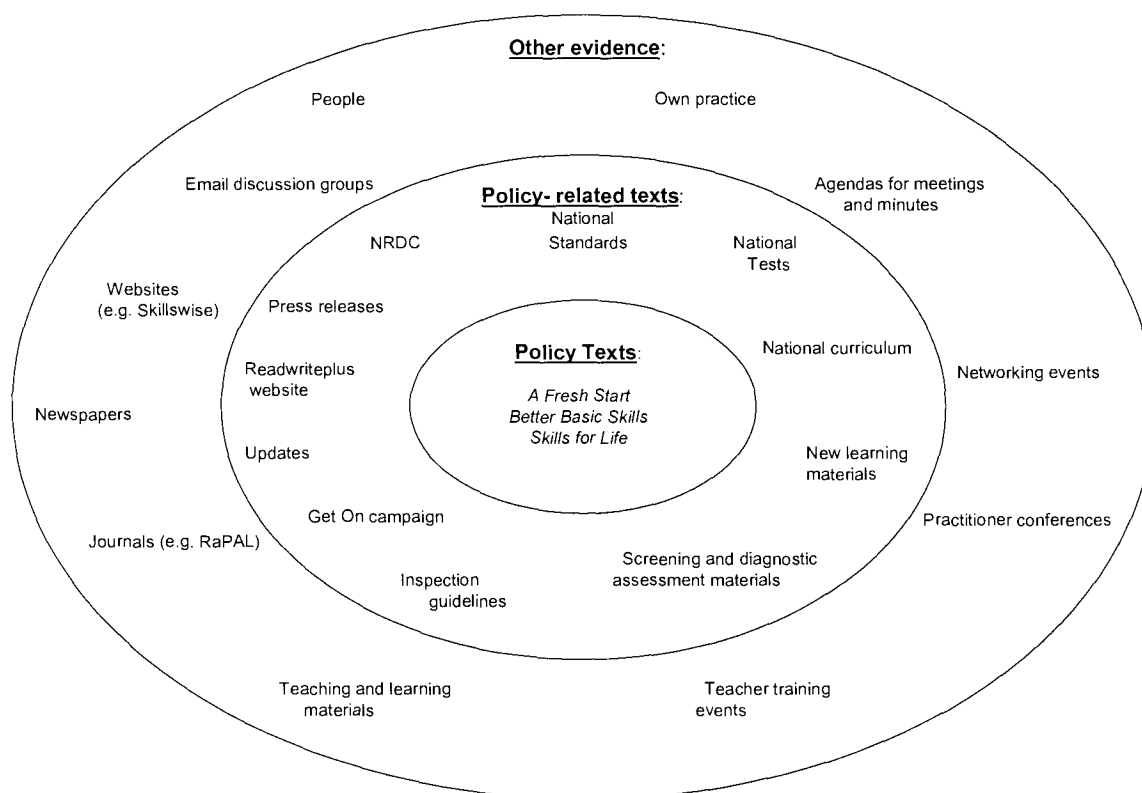 Other evidence:
People
Own practice
Email discussion groups
Agendas for meetings
and minutes
Policy- related texts:
NRDC
National
Standards
National
Tests
Websites
(e.g. Skillswise)
Press releases
Policy Texts:
National curriculum
Readwriteplus
website
A Fresh Start
Better Basic Skills
Skills for Life
Networking events
Newspapers
Updates
New learning
materials
Get On campaign
Practitioner conferences
Journals (e.g. RaPAL)
Inspection
guidelines
Screening and diagnostic
assessment materials
Teaching and learning
materials
Teacher training
events